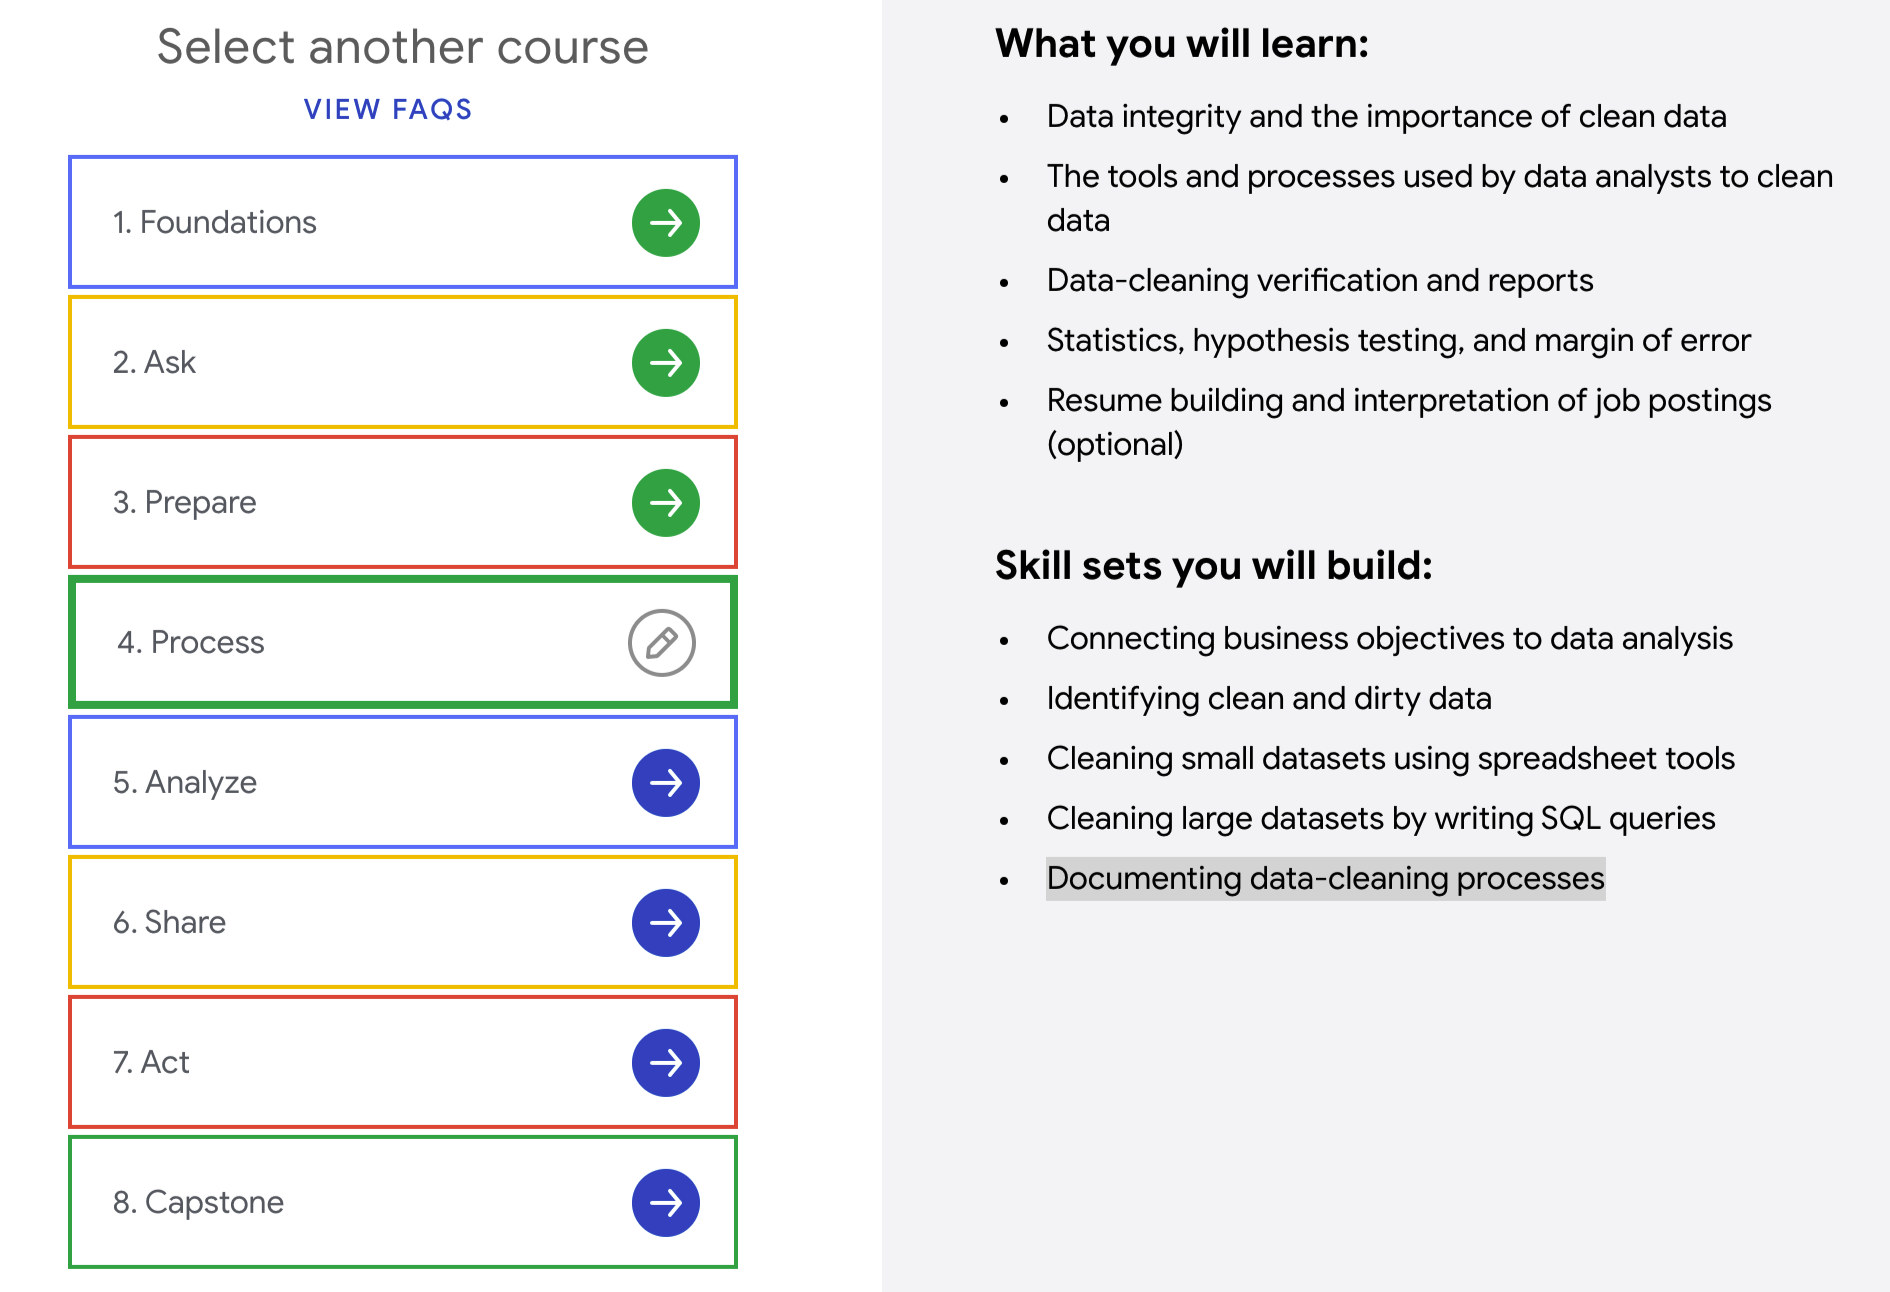 Select another course
VIEW FAQS
1. Foundations
2. Ask
3. Prepare
4. Process
5. Analyze
6. Share
7. Act
8. Capstone
What you will learn:
• Data integrity and the importance of clean data
• The tools and processes used by data analysts to clean
data
• Data-cleaning verification and reports
• Statistics, hypothesis testing, and margin of error
• Resume building and interpretation of job postings
(optional)
Skill sets you will build:
• Connecting business objectives to data analysis
• Identifying clean and dirty data
• Cleaning small datasets using spreadsheet tools
• Cleaning large datasets by writing SQL queries
• Documenting data-cleaning processes